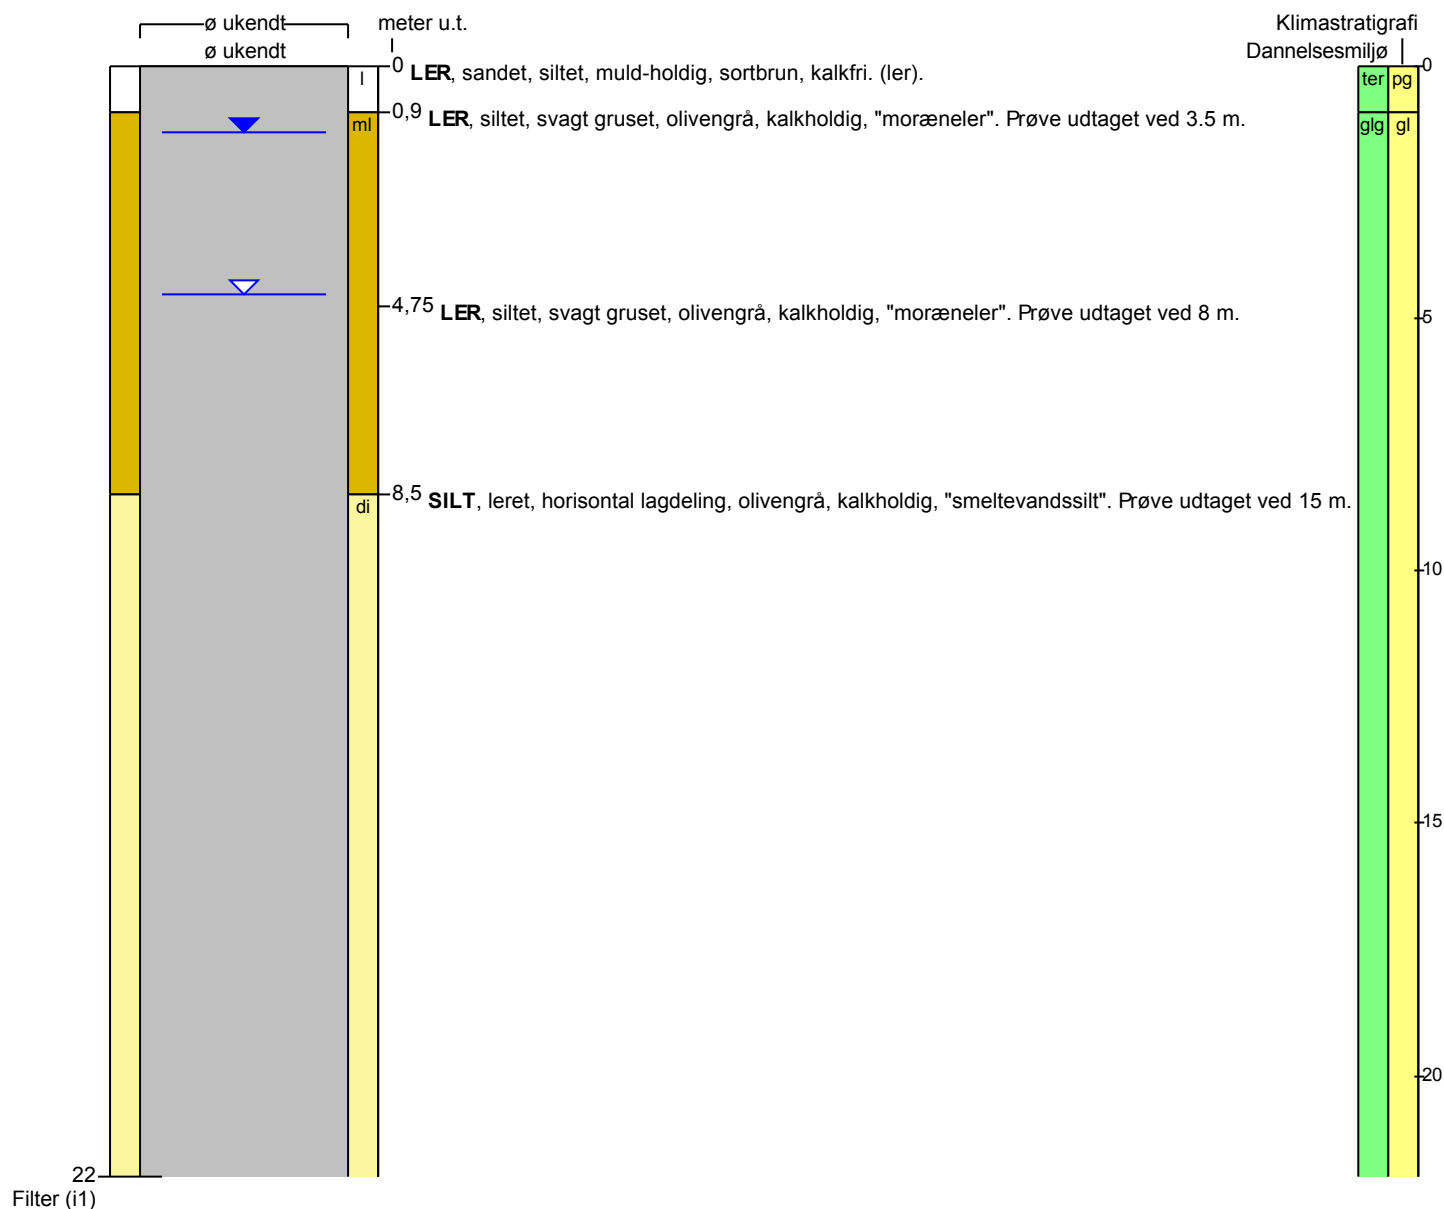 ø ukendt meter u.t. Klimastratigrafi
ø ukendt Dannelsesmiljø
l 0 LER, sandet, siltet, muld-holdig, sortbrun, kalkfri. (ler). ter pg 0
ml 0,9 LER, siltet, svagt gruset, olivengrå, kalkholdig, "moræneler". Prøve udtaget ved 3.5 m. glg gl
4,75 LER, siltet, svagt gruset, olivengrå, kalkholdig, "moræneler". Prøve udtaget ved 8 m. 5
di 8,5 SILT, leret, horisontal lagdeling, olivengrå, kalkholdig, "smeltevandssilt". Prøve udtaget ved 15 m.
10
15
20
22
Filter (i1)